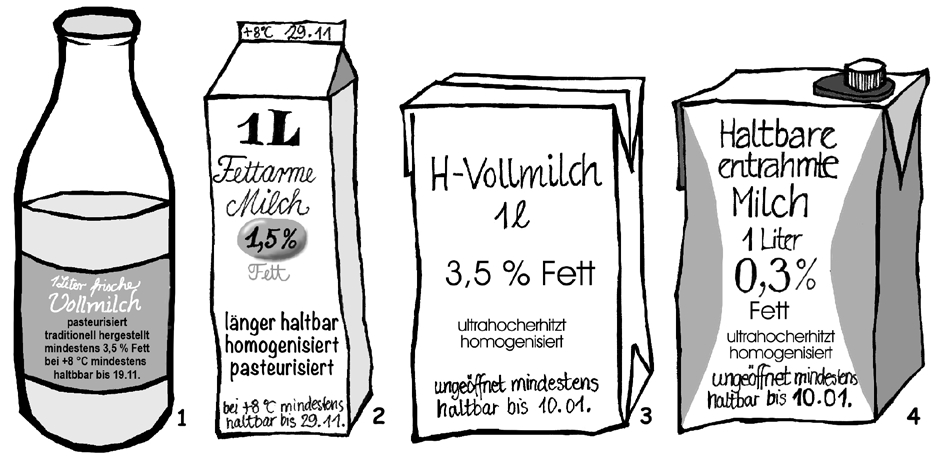 1 Liter frische
Vollmilch
pasteurisiert
traditionell hergestellt
mindestens 3,5 % Fett
bei +8 °C mindestens
haltbbar bis 19.11.
1
+8°C 29.11
1L
Fettarme
Milch
1,5%
Fett
länger haltbar
homogenisiert
pasteurisiert
bei +8 °C mindestens
haltbar bis 29.11.
2
H-Vollmilch
1l
3,5 % Fett
ultrahocherhitzt
homogenisiert
ungeöffnet mindestens
haltbar bis 10.01.
3
Haltbare
entrahmte
Milch
1 Liter
0,3%
Fett
ultrahocherhitzt
homogenisiert
ungeöffnet mindestens
haltbar bis 10.01.
4